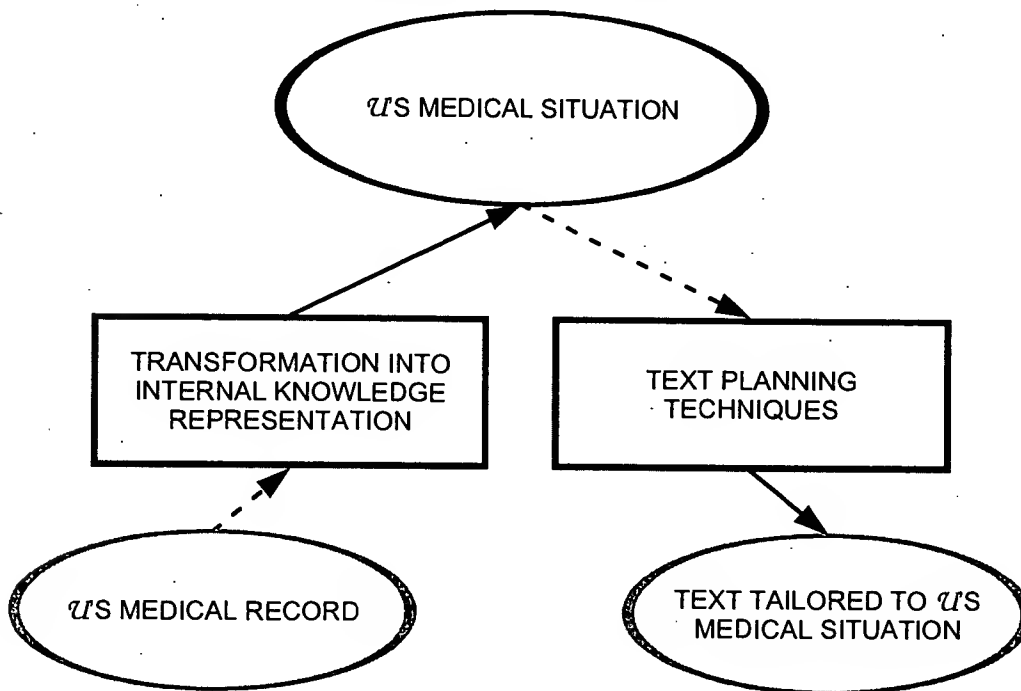 𝒰'S MEDICAL SITUATION
TRANSFORMATION INTO
INTERNAL KNOWLEDGE
REPRESENTATION
TEXT PLANNING
TECHNIQUES
𝒰'S MEDICAL RECORD
TEXT TAILORED TO 𝒰'S
MEDICAL SITUATION